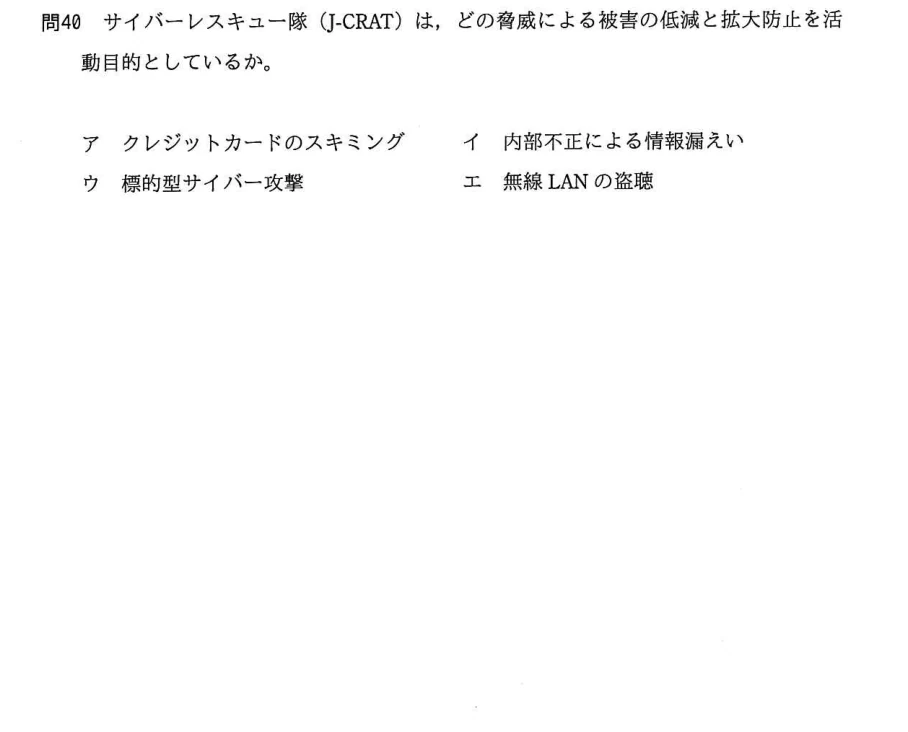 問40 サイバーレスキュー隊（J-CRAT）は，どの脅威による被害の低減と拡大防止を活
動目的としているか。
ア クレジットカードのスキミング イ 内部不正による情報漏えい
ウ 標的型サイバー攻撃 エ 無線 LAN の盗聴